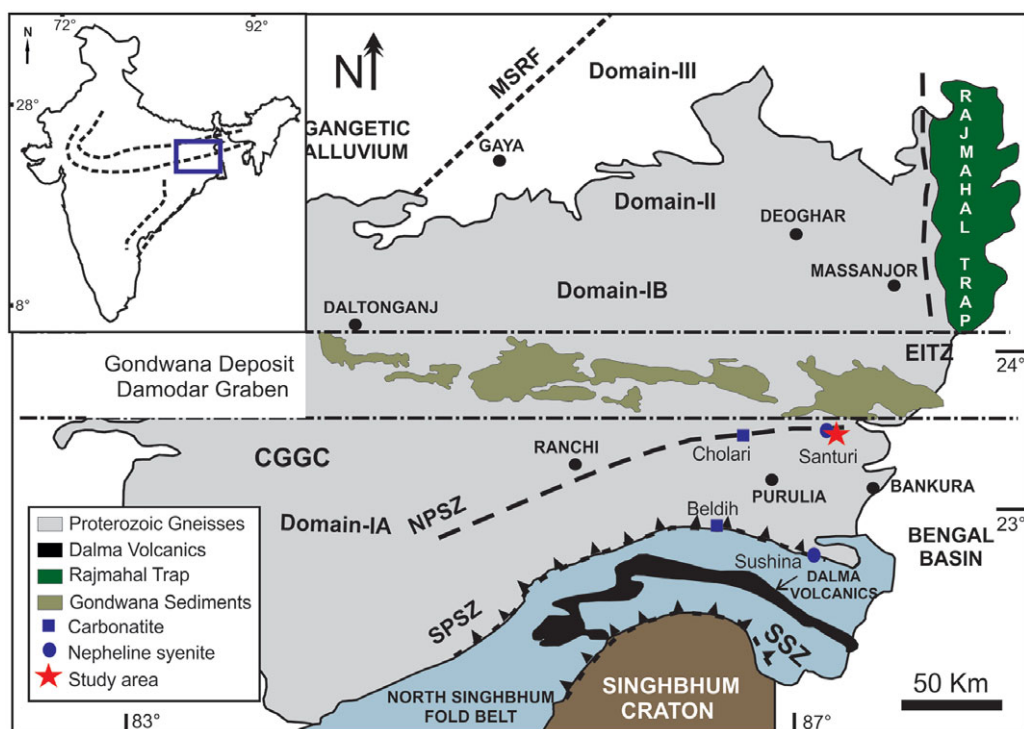 72°
92°
N
28°
8°
N
MSRF
Domain-III
GANGETIC
ALLUVIUM
GAYA
Domain-II
DEOGHAR
MASSANJOR
Domain-IB
DALTONGANJ
RAJMAHAL TRAP
EITZ
24°
Gondwana Deposit
Damodar Graben
CGGC
RANCHI
Cholari
Santuri
NPSZ
PURULIA
BANKURA
Domain-IA
Beldih
23°
BENGAL
BASIN
Sushina
DALMA
VOLCANICS
SPSZ
SSZ
NORTH SINGHBHUM
FOLD BELT
SINGHBHUM
CRATON
50 Km
83°
87°
Proterozoic Gneisses
Dalma Volcanics
Rajmahal Trap
Gondwana Sediments
Carbonatite
Nepheline syenite
Study area